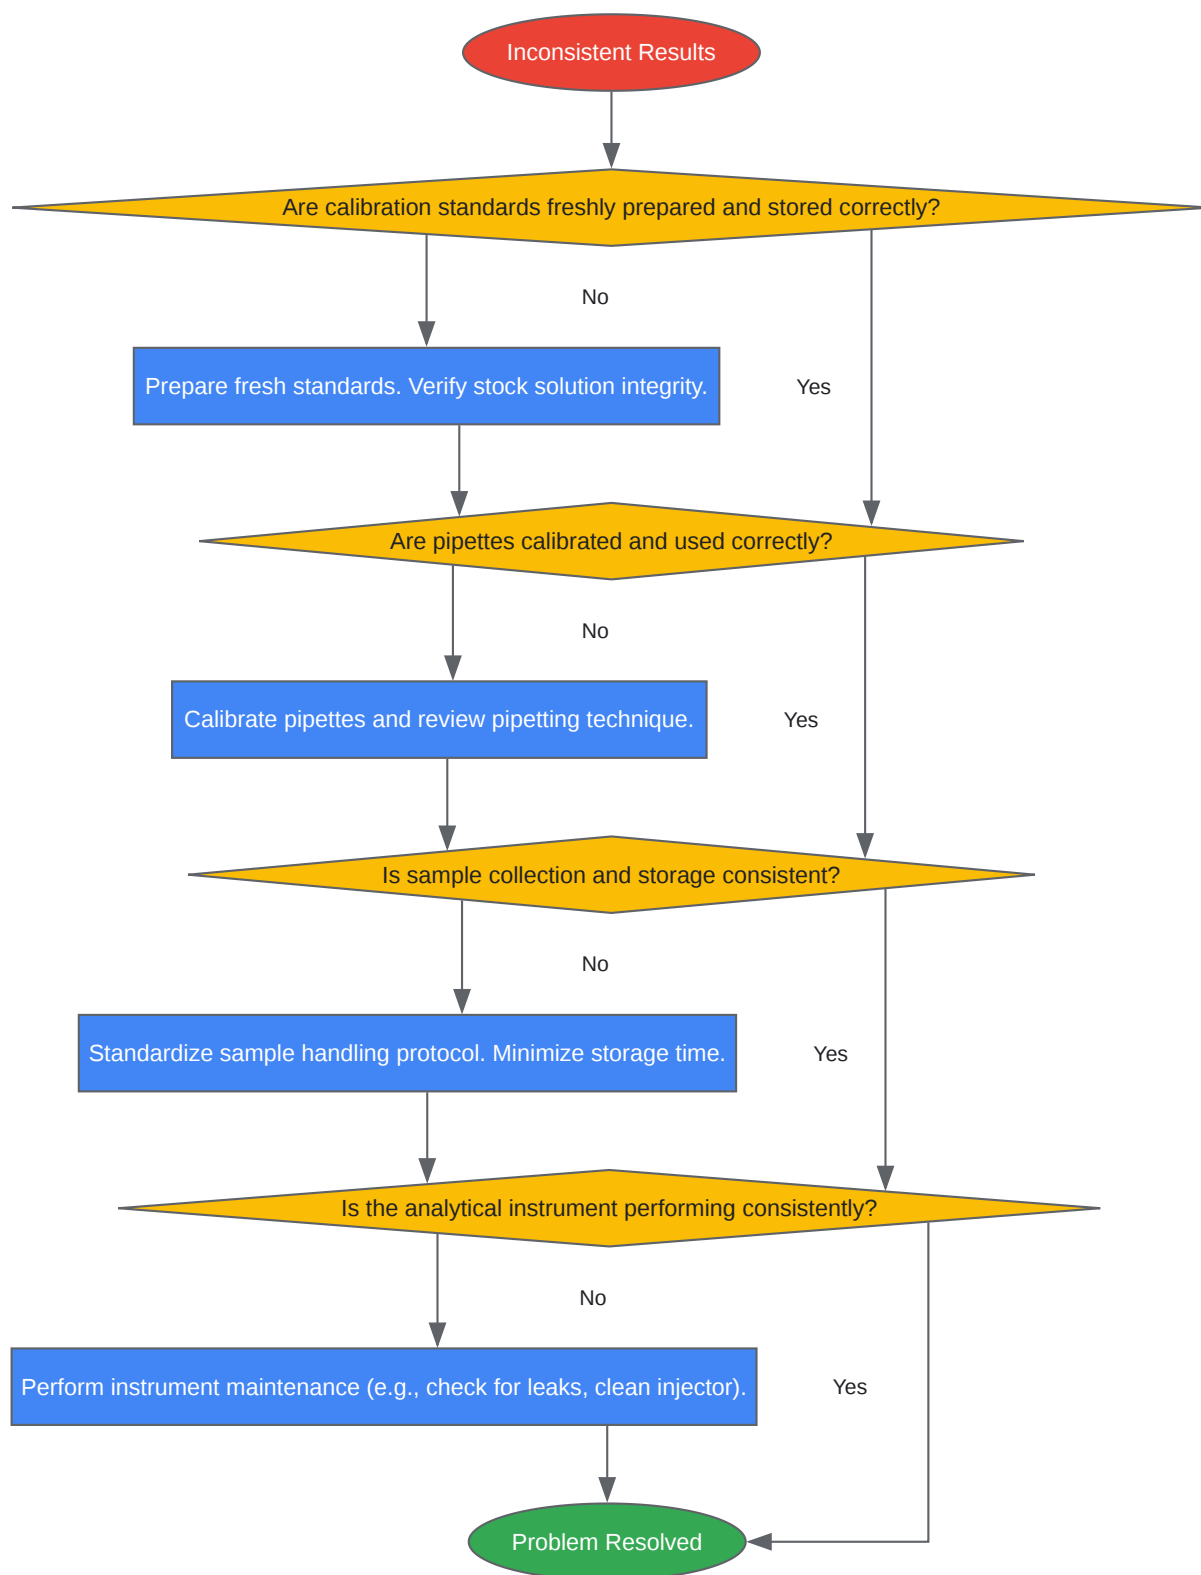 Inconsistent Results
Are calibration standards freshly prepared and stored correctly?
No
Prepare fresh standards. Verify stock solution integrity.
Yes
Are pipettes calibrated and used correctly?
No
Calibrate pipettes and review pipetting technique.
Yes
Is sample collection and storage consistent?
No
Standardize sample handling protocol. Minimize storage time.
Yes
Is the analytical instrument performing consistently?
No
Perform instrument maintenance (e.g., check for leaks, clean injector).
Yes
Problem Resolved